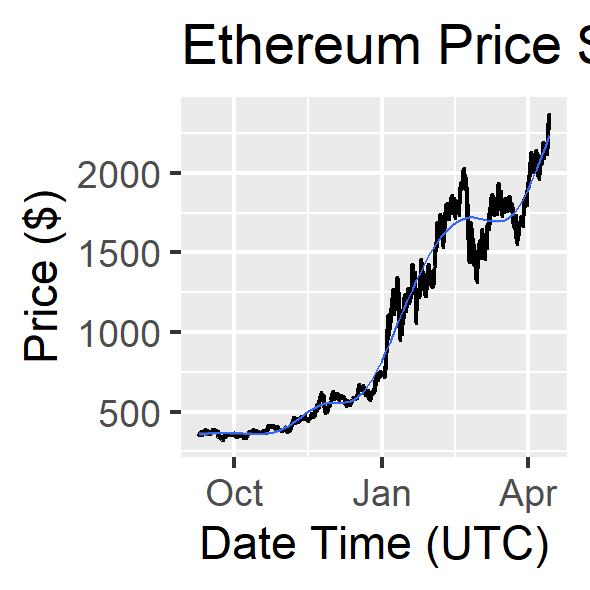 Ethereum Price
Price ($)
2000
1500
1000
500
Oct Jan Apr
Date Time (UTC)